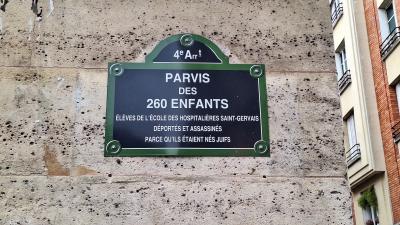 4e Arrt
PARVIS
DES
260 ENFANTS
ÉLÈVES DE L'ÉCOLE DES HOSPITALIÈRES SAINT-GERVAIS
DÉPORTÉS ET ASSASSINÉS
PARCE QU'ILS ÉTAIENT NÉS JUIFS